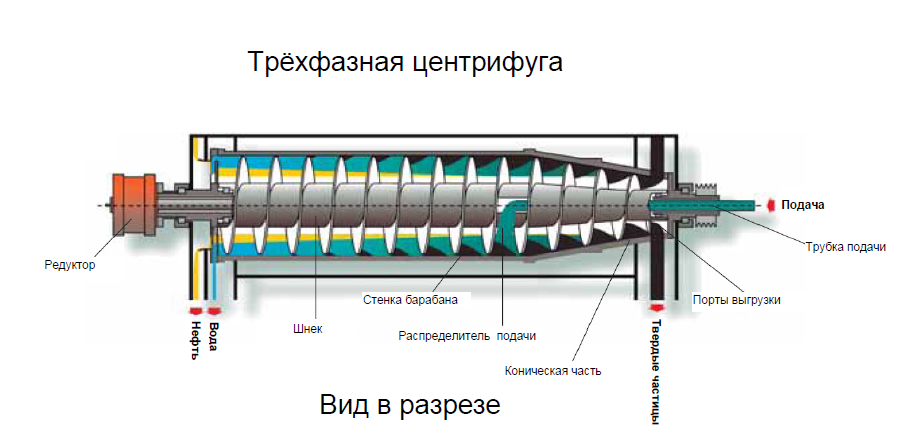 Трёхфазная центрифуга
Подача
Трубка подачи
Редуктор
Стенка барабана
Порты выгрузки
Шнек
Распределитель подачи
Коническая часть
Нефть
Вода
Твердые частицы
Вид в разрезе